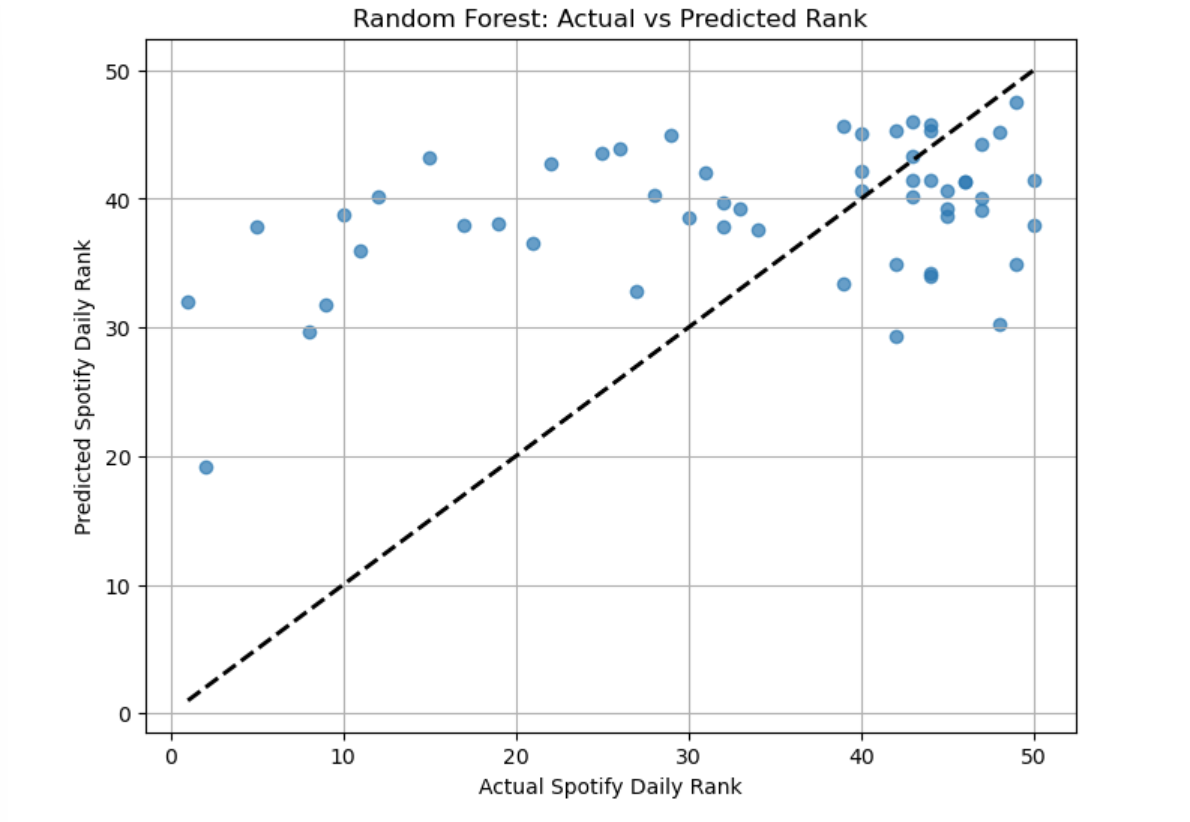 Random Forest: Actual vs Predicted Rank
Predicted Spotify Daily Rank
50
40
30
20
10
0
0 10 20 30 40 50
Actual Spotify Daily Rank